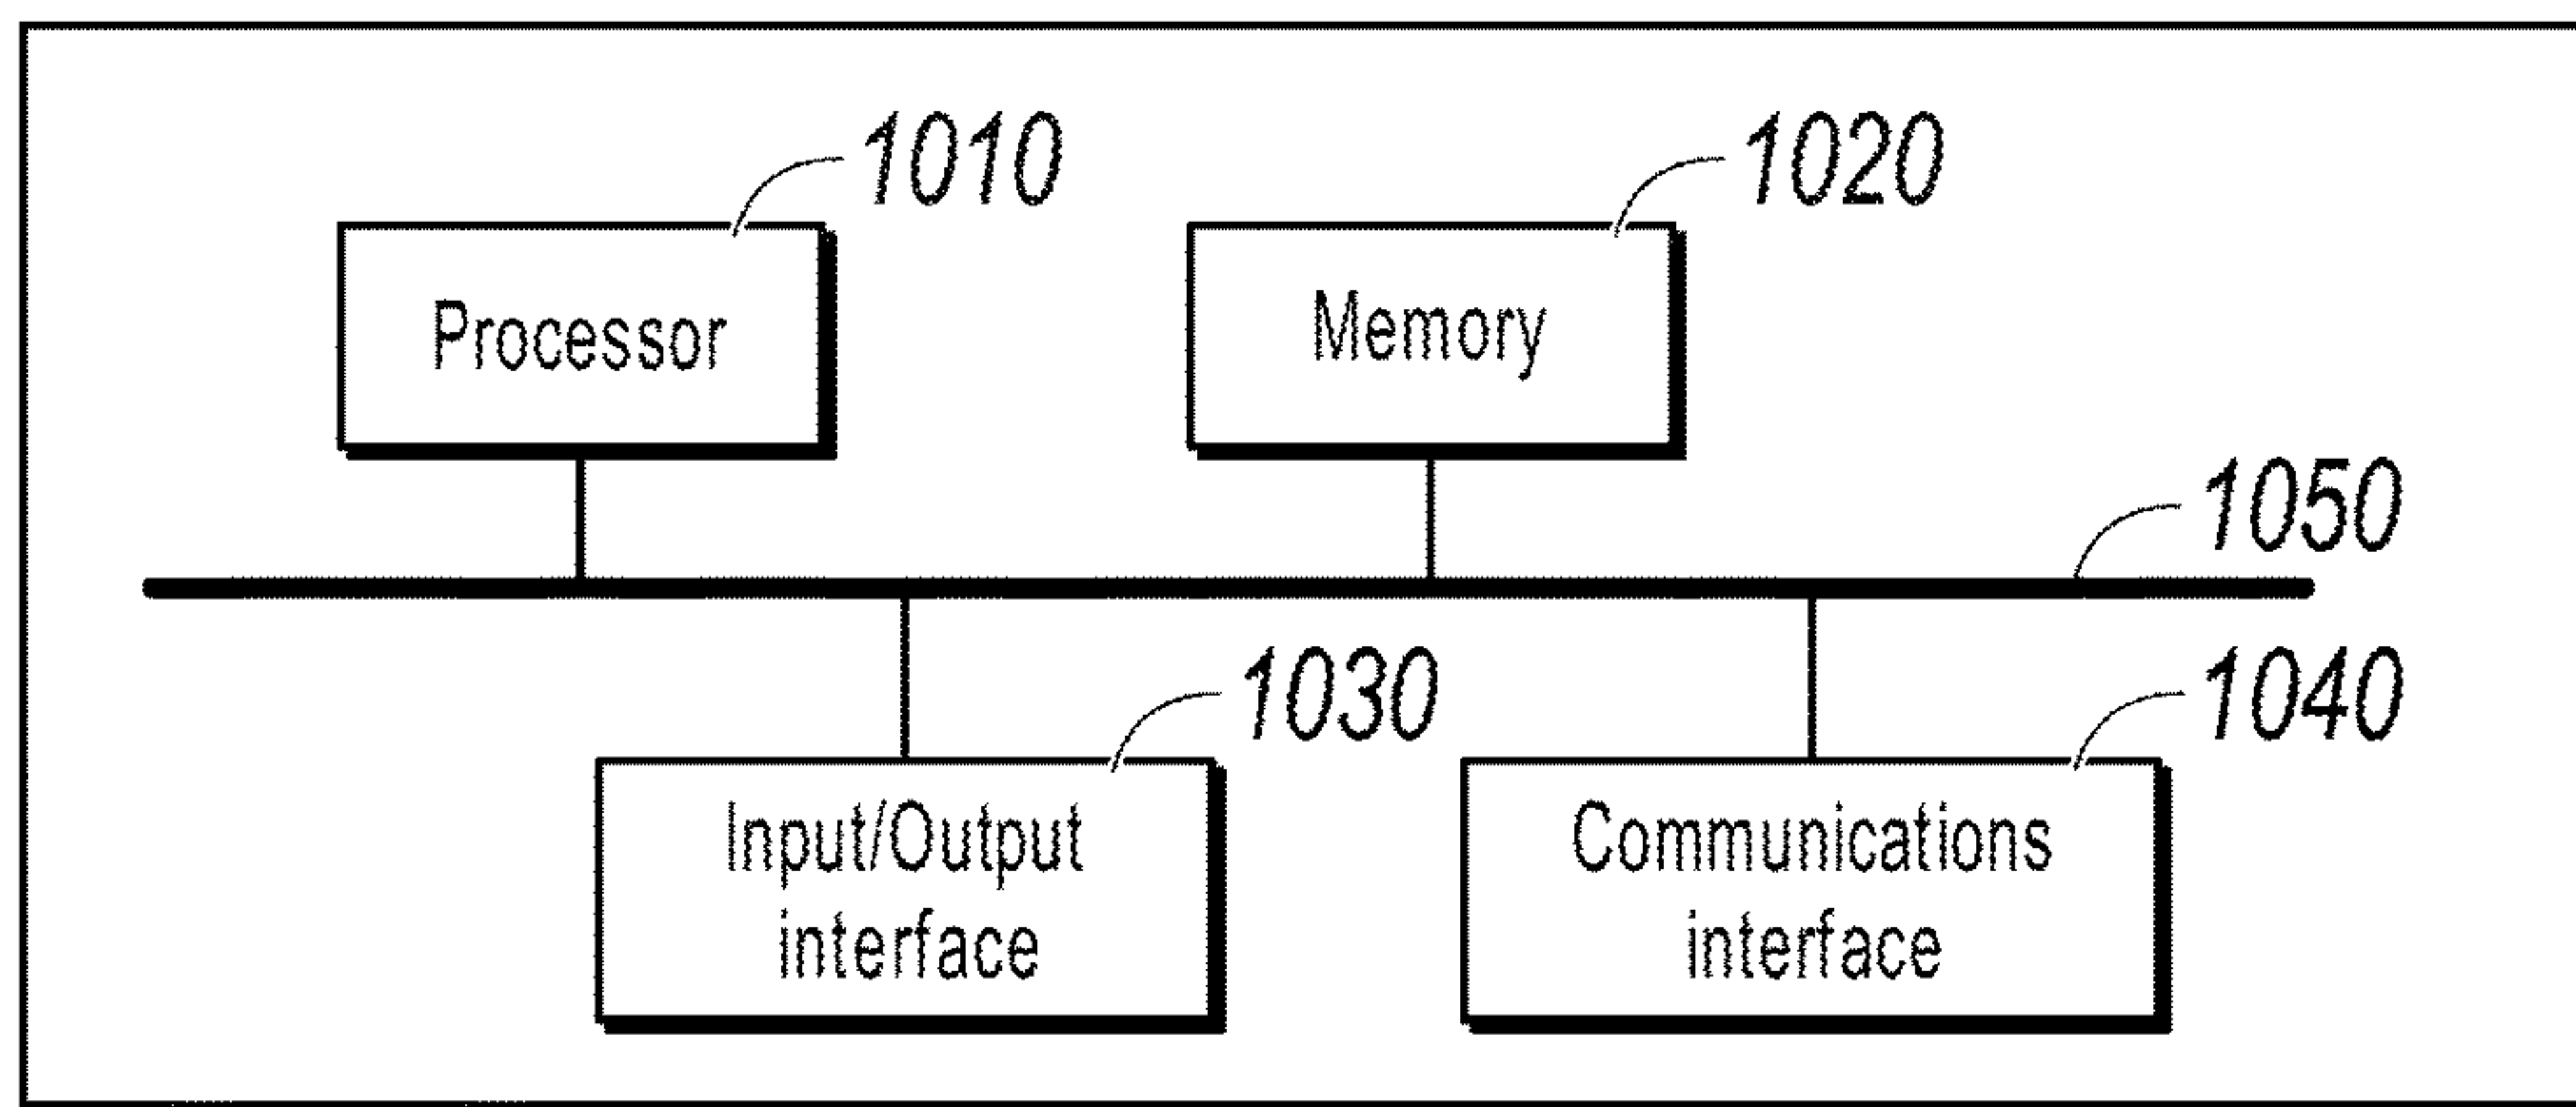 1010
1020
Processor
Memory
1050
1030
1040
Input/Output
interface
Communications
interface